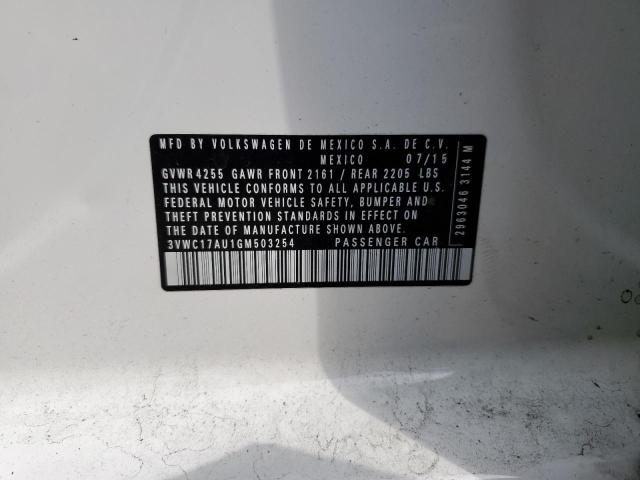 MFD BY VOLKSWAGEN DE MEXICO S.A. DE C.V.
MEXICO 07/15
GVWR 4255 GAWR FRONT 2161 / REAR 2205 LBS
THIS VEHICLE CONFORMS TO ALL APPLICABLE U.S.
FEDERAL MOTOR VEHICLE SAFETY, BUMPER AND
THEFT PREVENTION STANDARDS IN EFFECT ON
THE DATE OF MANUFACTURE SHOWN ABOVE.
3VWC17AU1GM503254 PASSENGER CAR
2963046 3144 M